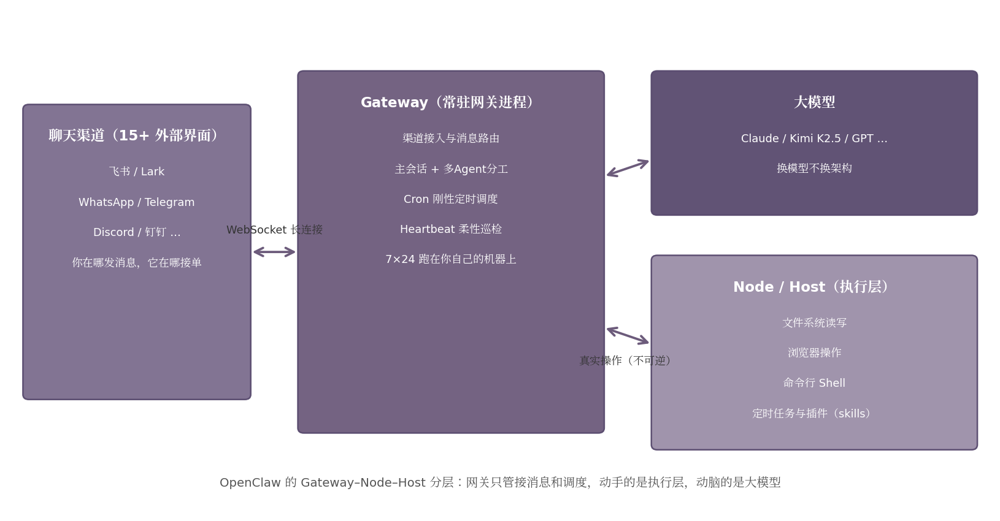 聊天渠道（15+ 外部界面）
飞书 / Lark
WhatsApp / Telegram
Discord / 钉钉 ...
你在哪发消息，它在哪接单
WebSocket 长连接
Gateway（常驻网关进程）
渠道接入与消息路由
主会话 + 多Agent分工
Cron 刚性定时调度
Heartbeat 柔性巡检
7×24 跑在你自己的机器上
大模型
Claude / Kimi K2.5 / GPT ...
换模型不换架构
真实操作（不可逆）
Node / Host（执行层）
文件系统读写
浏览器操作
命令行 Shell
定时任务与插件（skills）
OpenClaw 的 Gateway–Node–Host 分层：网关只管接消息和调度，动手的是执行层，动脑的是大模型